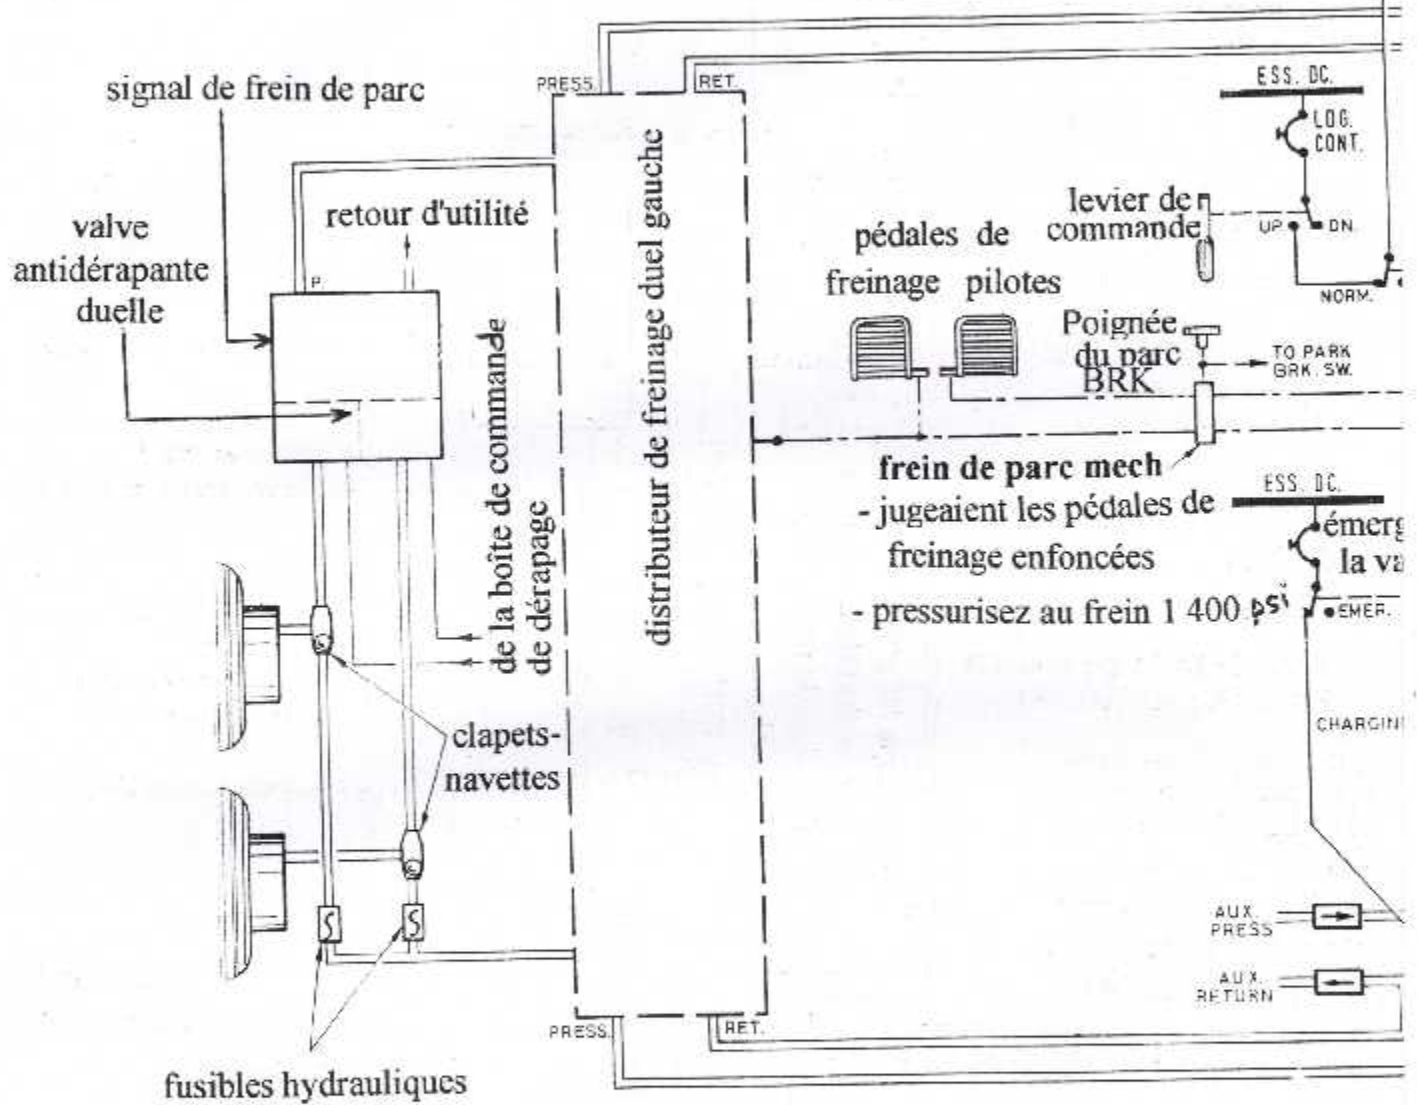 PRESS.
RET.
ESS. DC.
signal de frein de parc
LOG.
CONT.
retour d'utilité
levier de
commande
UP
DN.
valve
antidérapante
duelle
pédales de
freinage pilotes
NORM.
P.
Poignée
du parc
BRK
TO PARK
BRK. SW.
distributeur de freinage duel gauche
de la boîte de commande
de dérapage
frein de parc mech
- jugeaient les pédales de
freinage enfoncées
- pressurisez au frein 1 400 psi
ESS. DC.
émerg
la va
EMER.
CHARGIN
clapets-
navettes
AUX.
PRESS
AUX.
RETURN
PRESS.
RET.
fusibles hydrauliques